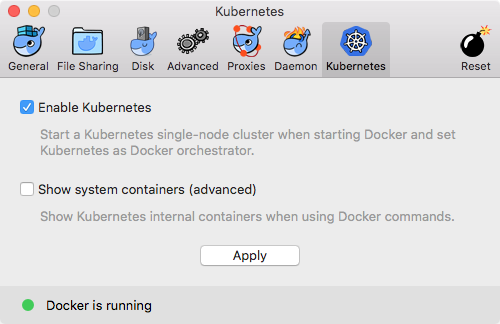 Kubernetes
General File Sharing Disk Advanced Proxies Daemon Kubernetes Reset
Enable Kubernetes
Start a Kubernetes single-node cluster when starting Docker and set
Kubernetes as Docker orchestrator.
Show system containers (advanced)
Show Kubernetes internal containers when using Docker commands.
Apply
Docker is running